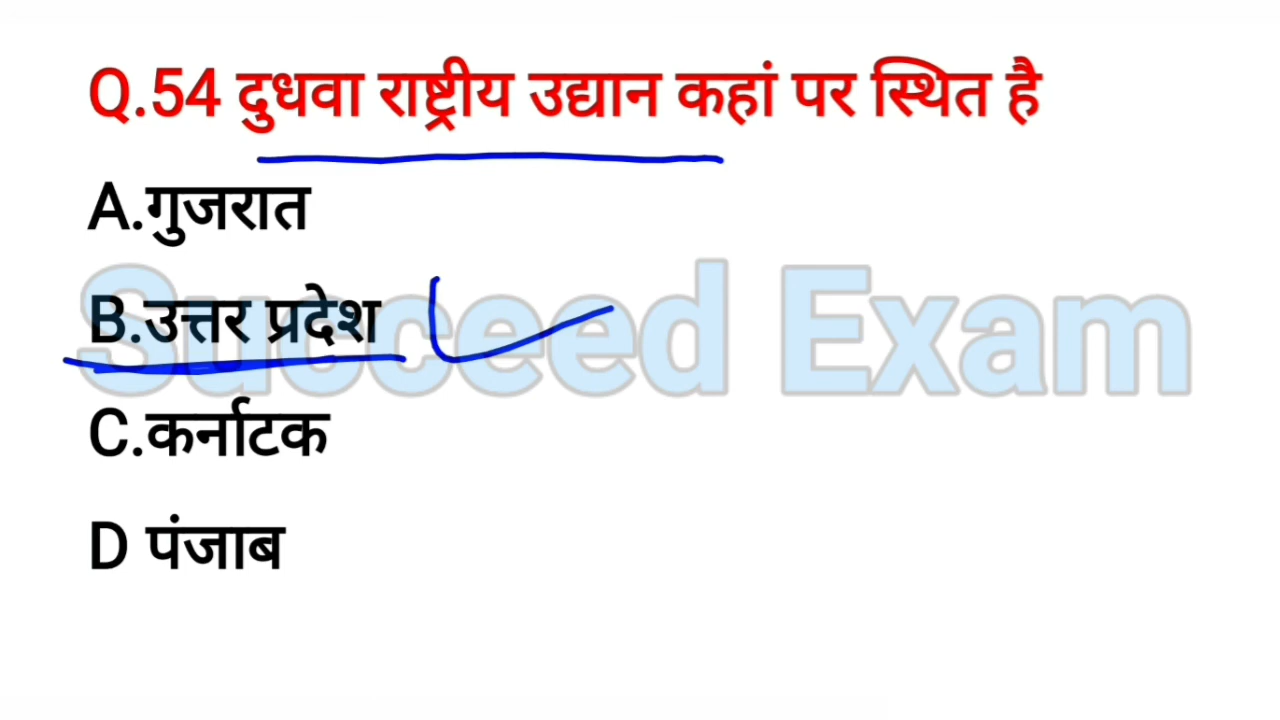 Q.54 दुधवा राष्ट्रीय उद्यान कहां पर स्थित है
A.गुजरात
B.उत्तर प्रदेश
Succeed Exam
C.कर्नाटक
D पंजाब